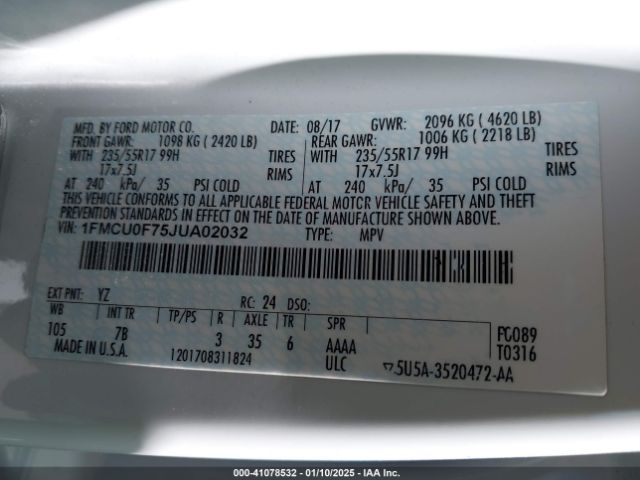 MFD. BY FORD MOTOR CO. DATE: 08/17 GVWR: 2096 KG ( 4620 LB)
FRONT GAWR: 1098 KG ( 2420 LB) REAR GAWR: 1006 KG ( 2218 LB)
WITH 235/55R17 99H TIRES WITH 235/55R17 99H TIRES
17x7.5J RIMS 17x7.5J RIMS
AT 240 kPa/ 35 PSI COLD AT 240 kPa/ 35 PSI COLD
THIS VEHICLE CONFORMS TO ALL APPLICABLE FEDERAL MOTOR VEHICLE SAFETY AND THEFT
PREVENTION STANDARDS IN EFFECT ON THE DATE OF MANUFACTURE SHOWN ABOVE.
VIN: 1FMCU0F75JUA02032 TYPE: MPV
EXT PNT: YZ RC: 24 DSO:
WB INT TR TP/PS R AXLE TR SPR
105 7B 3 35 6 AAAA FG089
MADE IN U.S.A. 1201708311824 ULC T0316
5U5A-3520472-AA
000-41078532 - 01/10/2025 - IAA Inc.